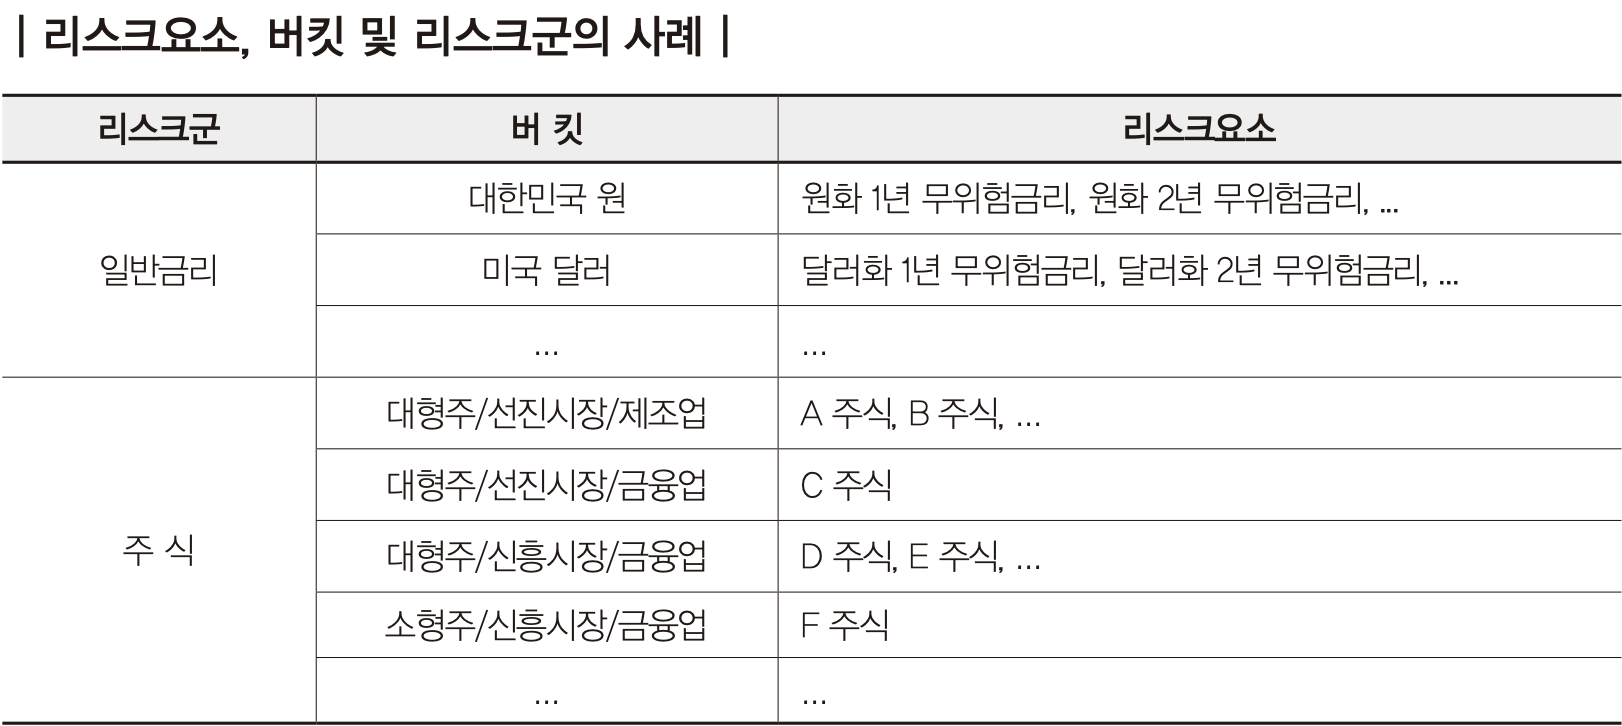 | 리스크요소, 버킷 및 리스크군의 사례 |
리스크군 버 킷 리스크요소
일반금리
대한민국 원 원화 1년 무위험금리, 원화 2년 무위험금리, ...
미국 달러 달러화 1년 무위험금리, 달러화 2년 무위험금리, ...
... ...
주 식
대형주/선진시장/제조업 A 주식, B 주식, ...
대형주/선진시장/금융업 C 주식
대형주/신흥시장/금융업 D 주식, E 주식, ...
소형주/신흥시장/금융업 F 주식
... ...